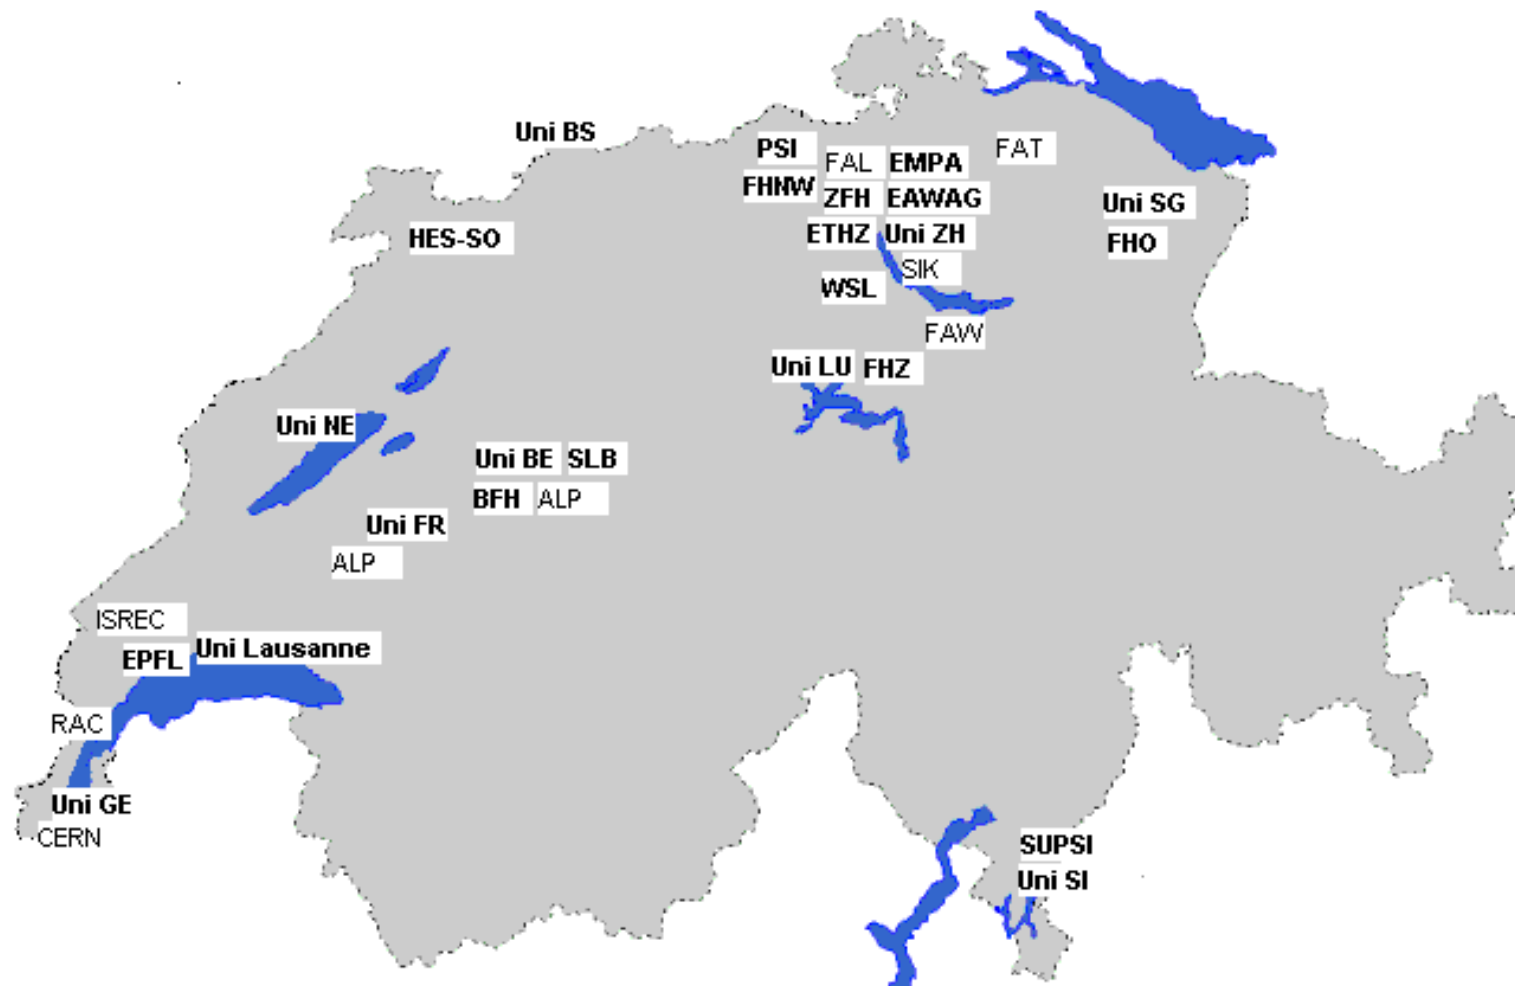 Uni BS
PSI
FAL
EMPA
FAT
FHNW
ZFH
EAWAG
Uni SG
HES-SO
ETHZ
Uni ZH
FHO
SIK
WSL
FAW
Uni LU
FHZ
Uni NE
Uni BE
SLB
BFH
ALP
Uni FR
ALP
ISREC
Uni Lausanne
EPFL
RAC
Uni GE
CERN
SUPSI
Uni SI